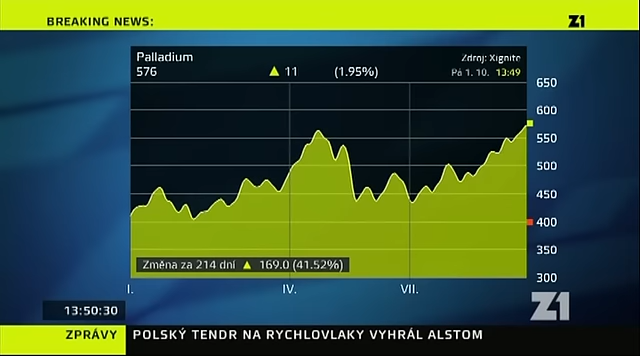 BREAKING NEWS:
Z1
Palladium
Zdroj: Xignite
576 ▲ 11 (1.95%)
Pá 1. 10. 13:49
650
600
550
500
450
400
350
300
Změna za 214 dní ▲ 169.0 (41.52%)
I. IV. VII.
13:50:30
Z1
ZPRÁVY
POLSKÝ TENDR NA RYCHLOVLAKY VYHRÁL ALSTOM